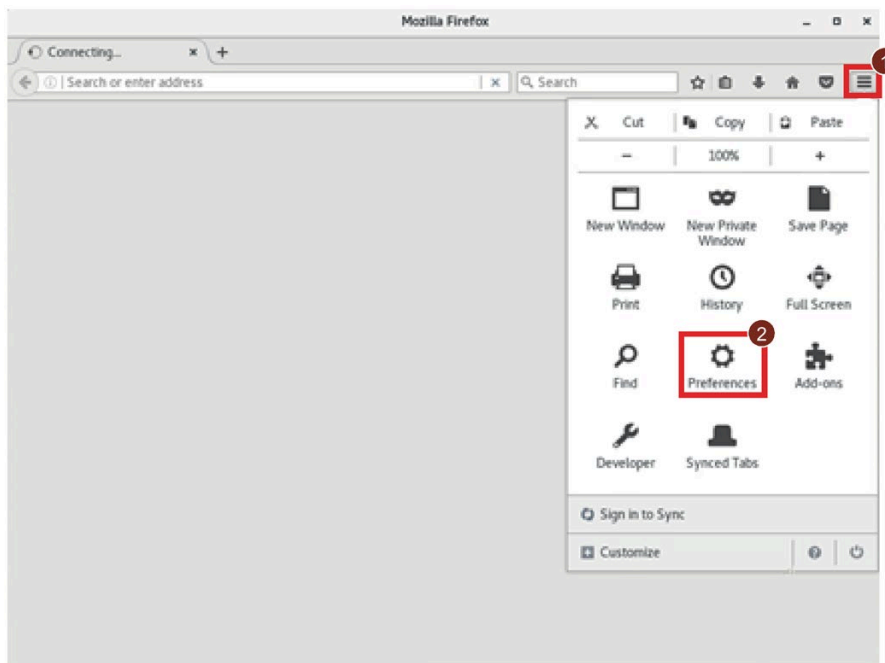 Mozilla Firefox
Connecting...
Search or enter address
Search
1
Cut Copy Paste
100%
New Window New Private Window Save Page
Print History Full Screen
2
Find Preferences Add-ons
Developer Synced Tabs
Sign in to Sync
Customize